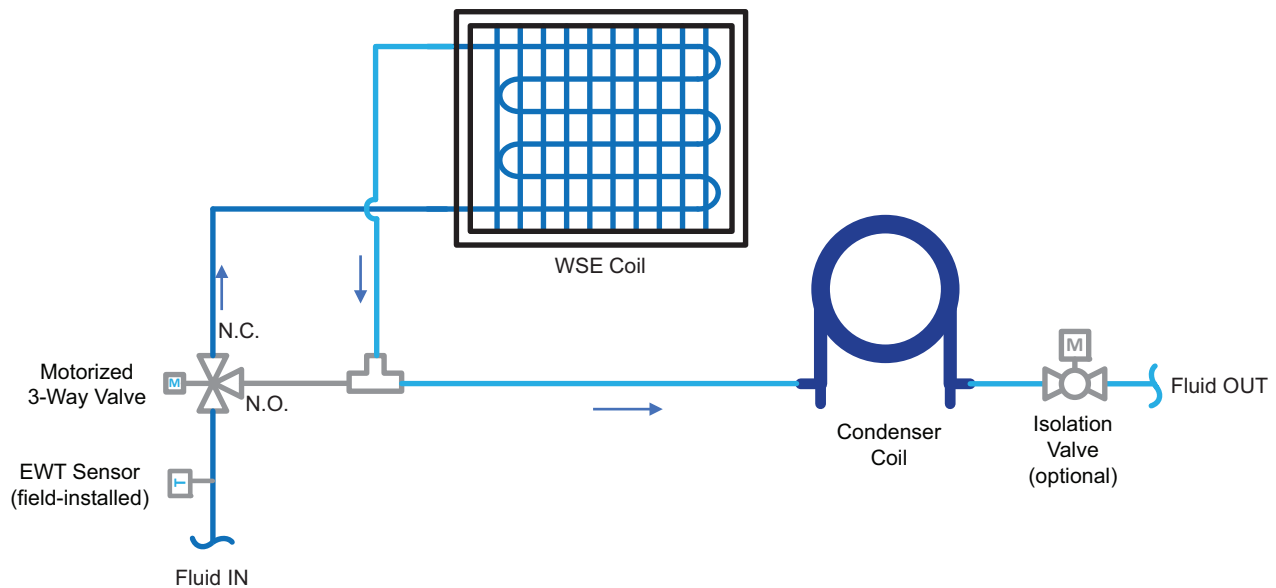 WSE Coil
N.C.
Motorized
3-Way Valve
M
N.O.
M
Fluid OUT
Condenser
Coil
Isolation
Valve
(optional)
EWT Sensor
(field-installed)
T
Fluid IN